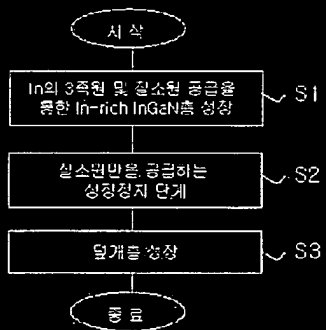 시 작
In의 3족원 및 질소원 공급을
통한 In-rich InGaN층 성장
S1
질소원만을 공급하는
성장정지 단계
S2
덮개층 성장
S3
종 료